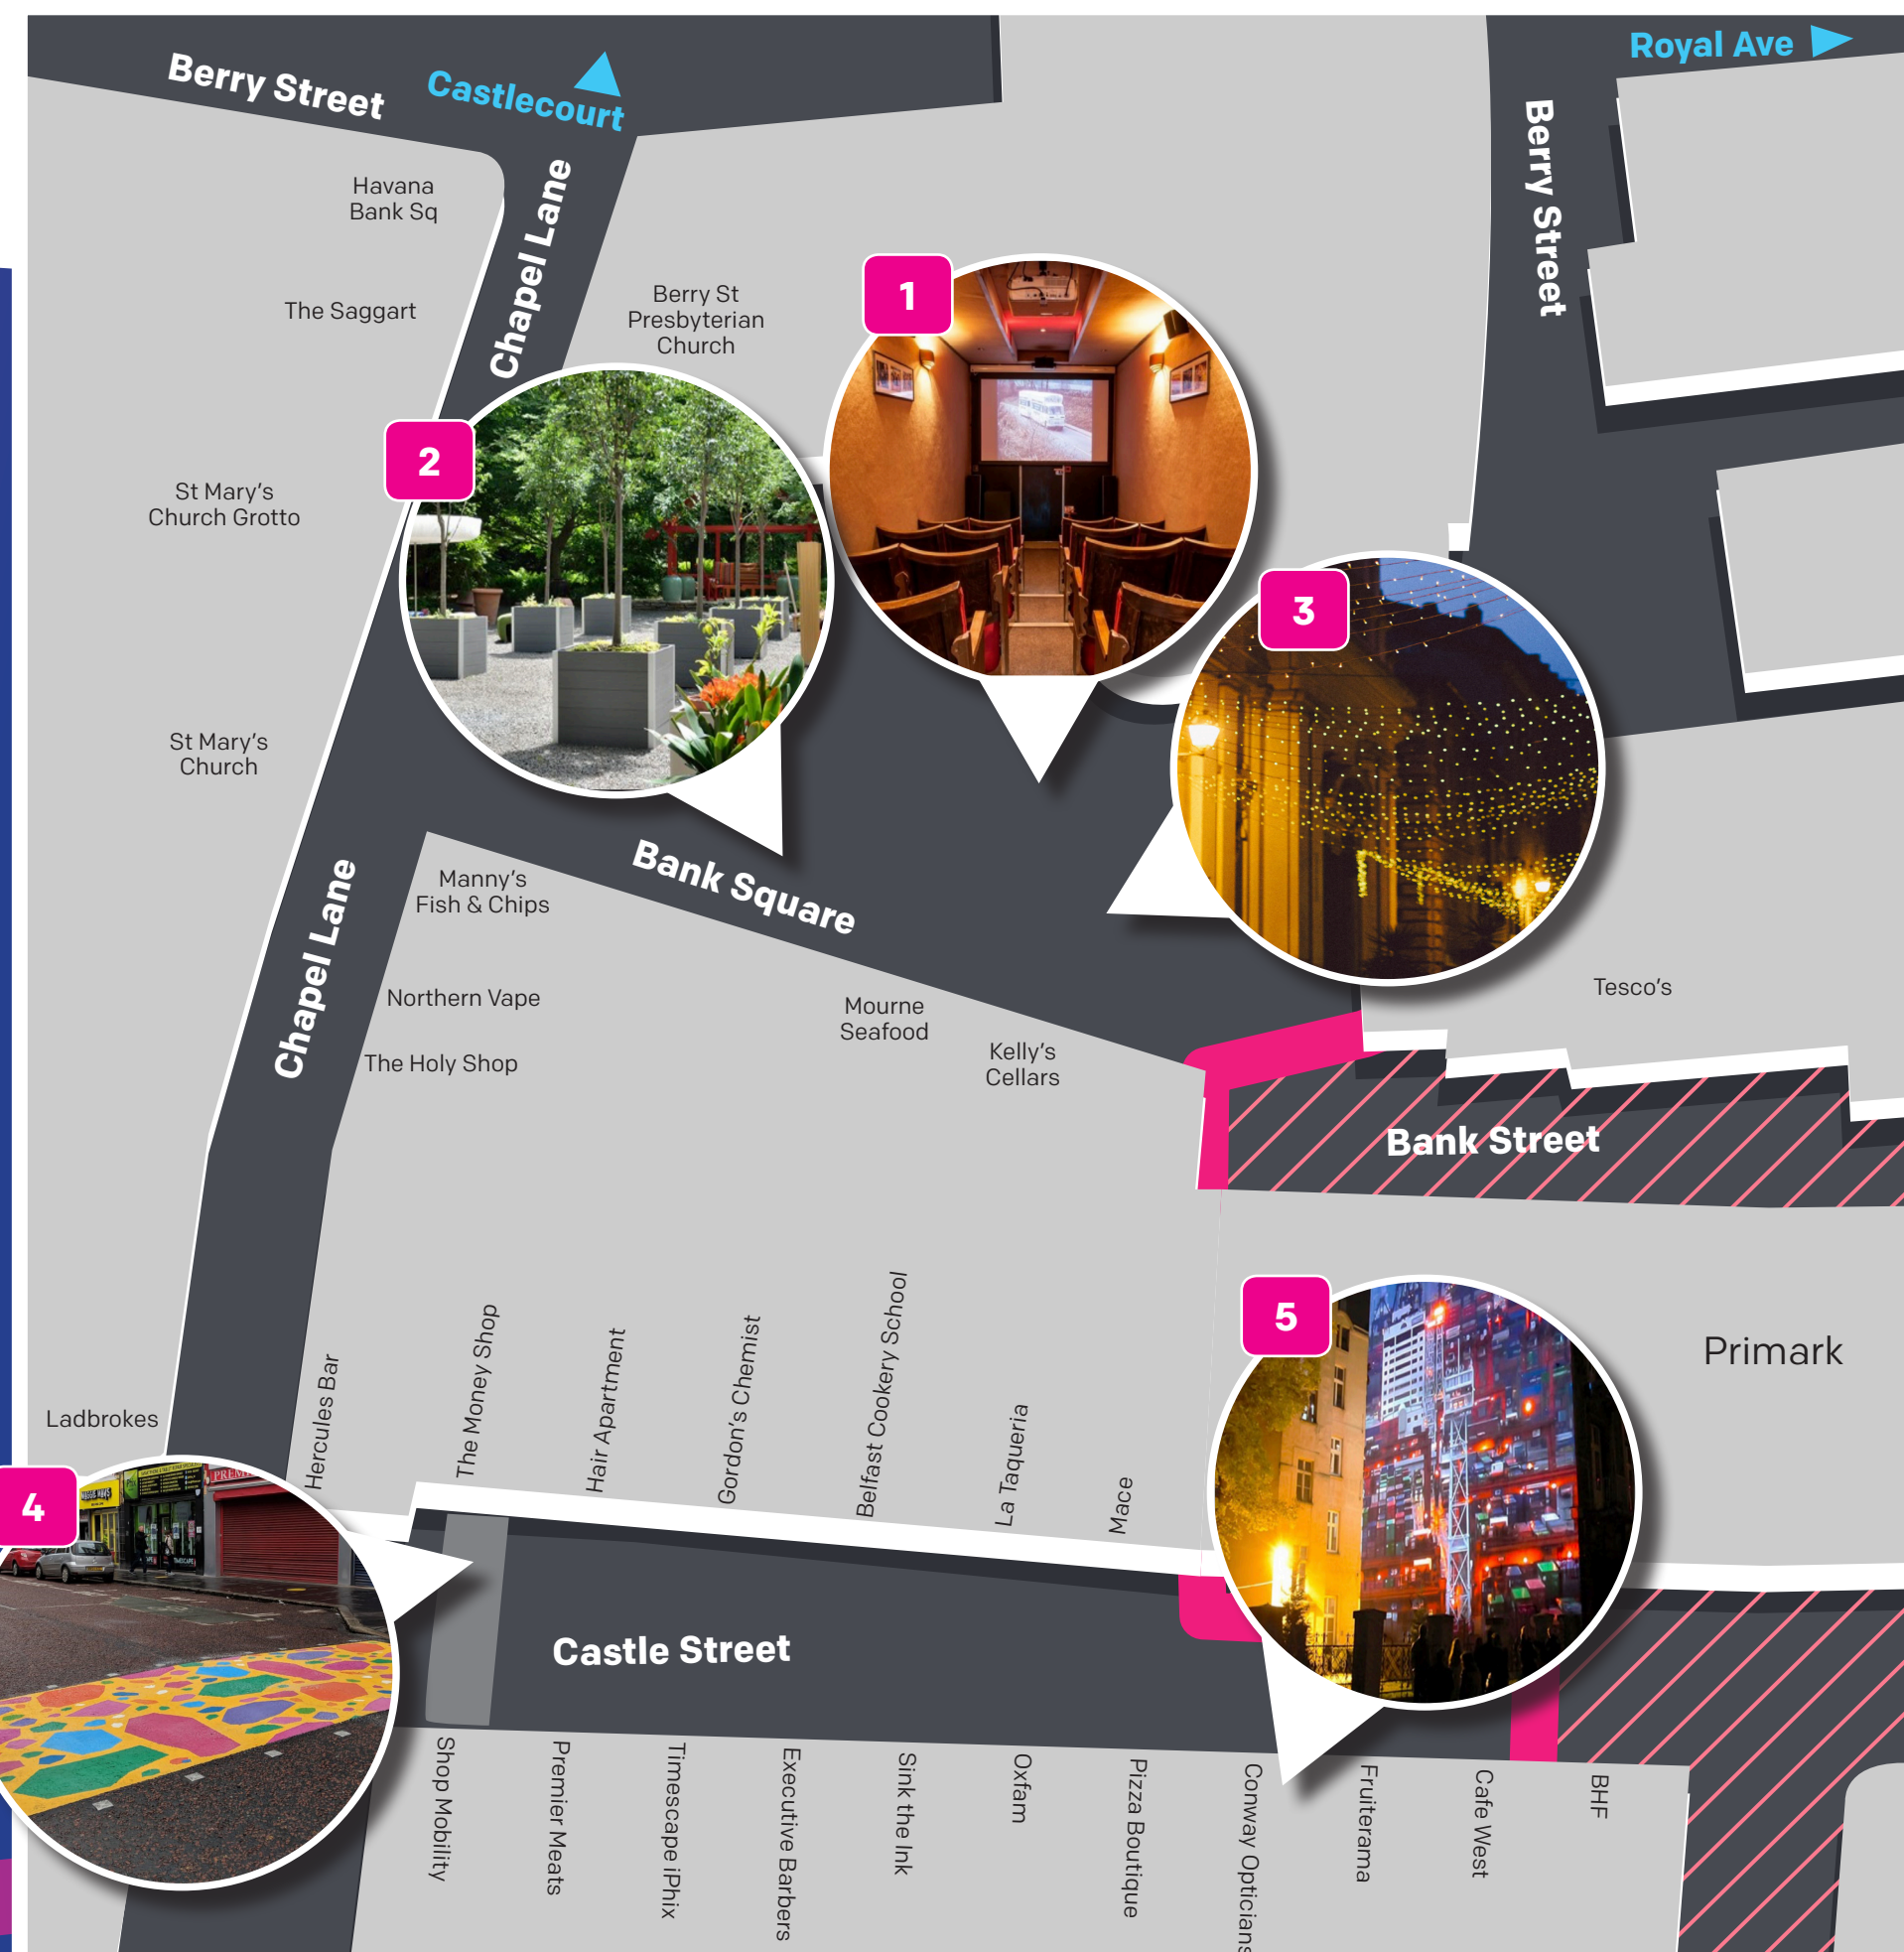 Royal Ave
Berry Street
Castlecourt
Berry Street
Havana
Bank Sq
Chapel Lane
The Saggart
Berry St
Presbyterian
Church
1
2
St Mary's
Church Grotto
3
St Mary's
Church
Bank Square
Manny's
Fish & Chips
Chapel Lane
Northern Vape
Mourne
Seafood
Tesco's
The Holy Shop
Kelly's
Cellars
Bank Street
5
Primark
Ladbrokes
Hercules Bar
The Money Shop
Hair Apartment
Gordon's Chemist
Belfast Cookery School
La Taqueria
Mace
4
Castle Street
Shop Mobility
Premier Meats
Timescape iPhix
Executive Barbers
Sink the Ink
Oxfam
Pizza Boutique
Conway Opticians
Fruiterama
Cafe West
BHF